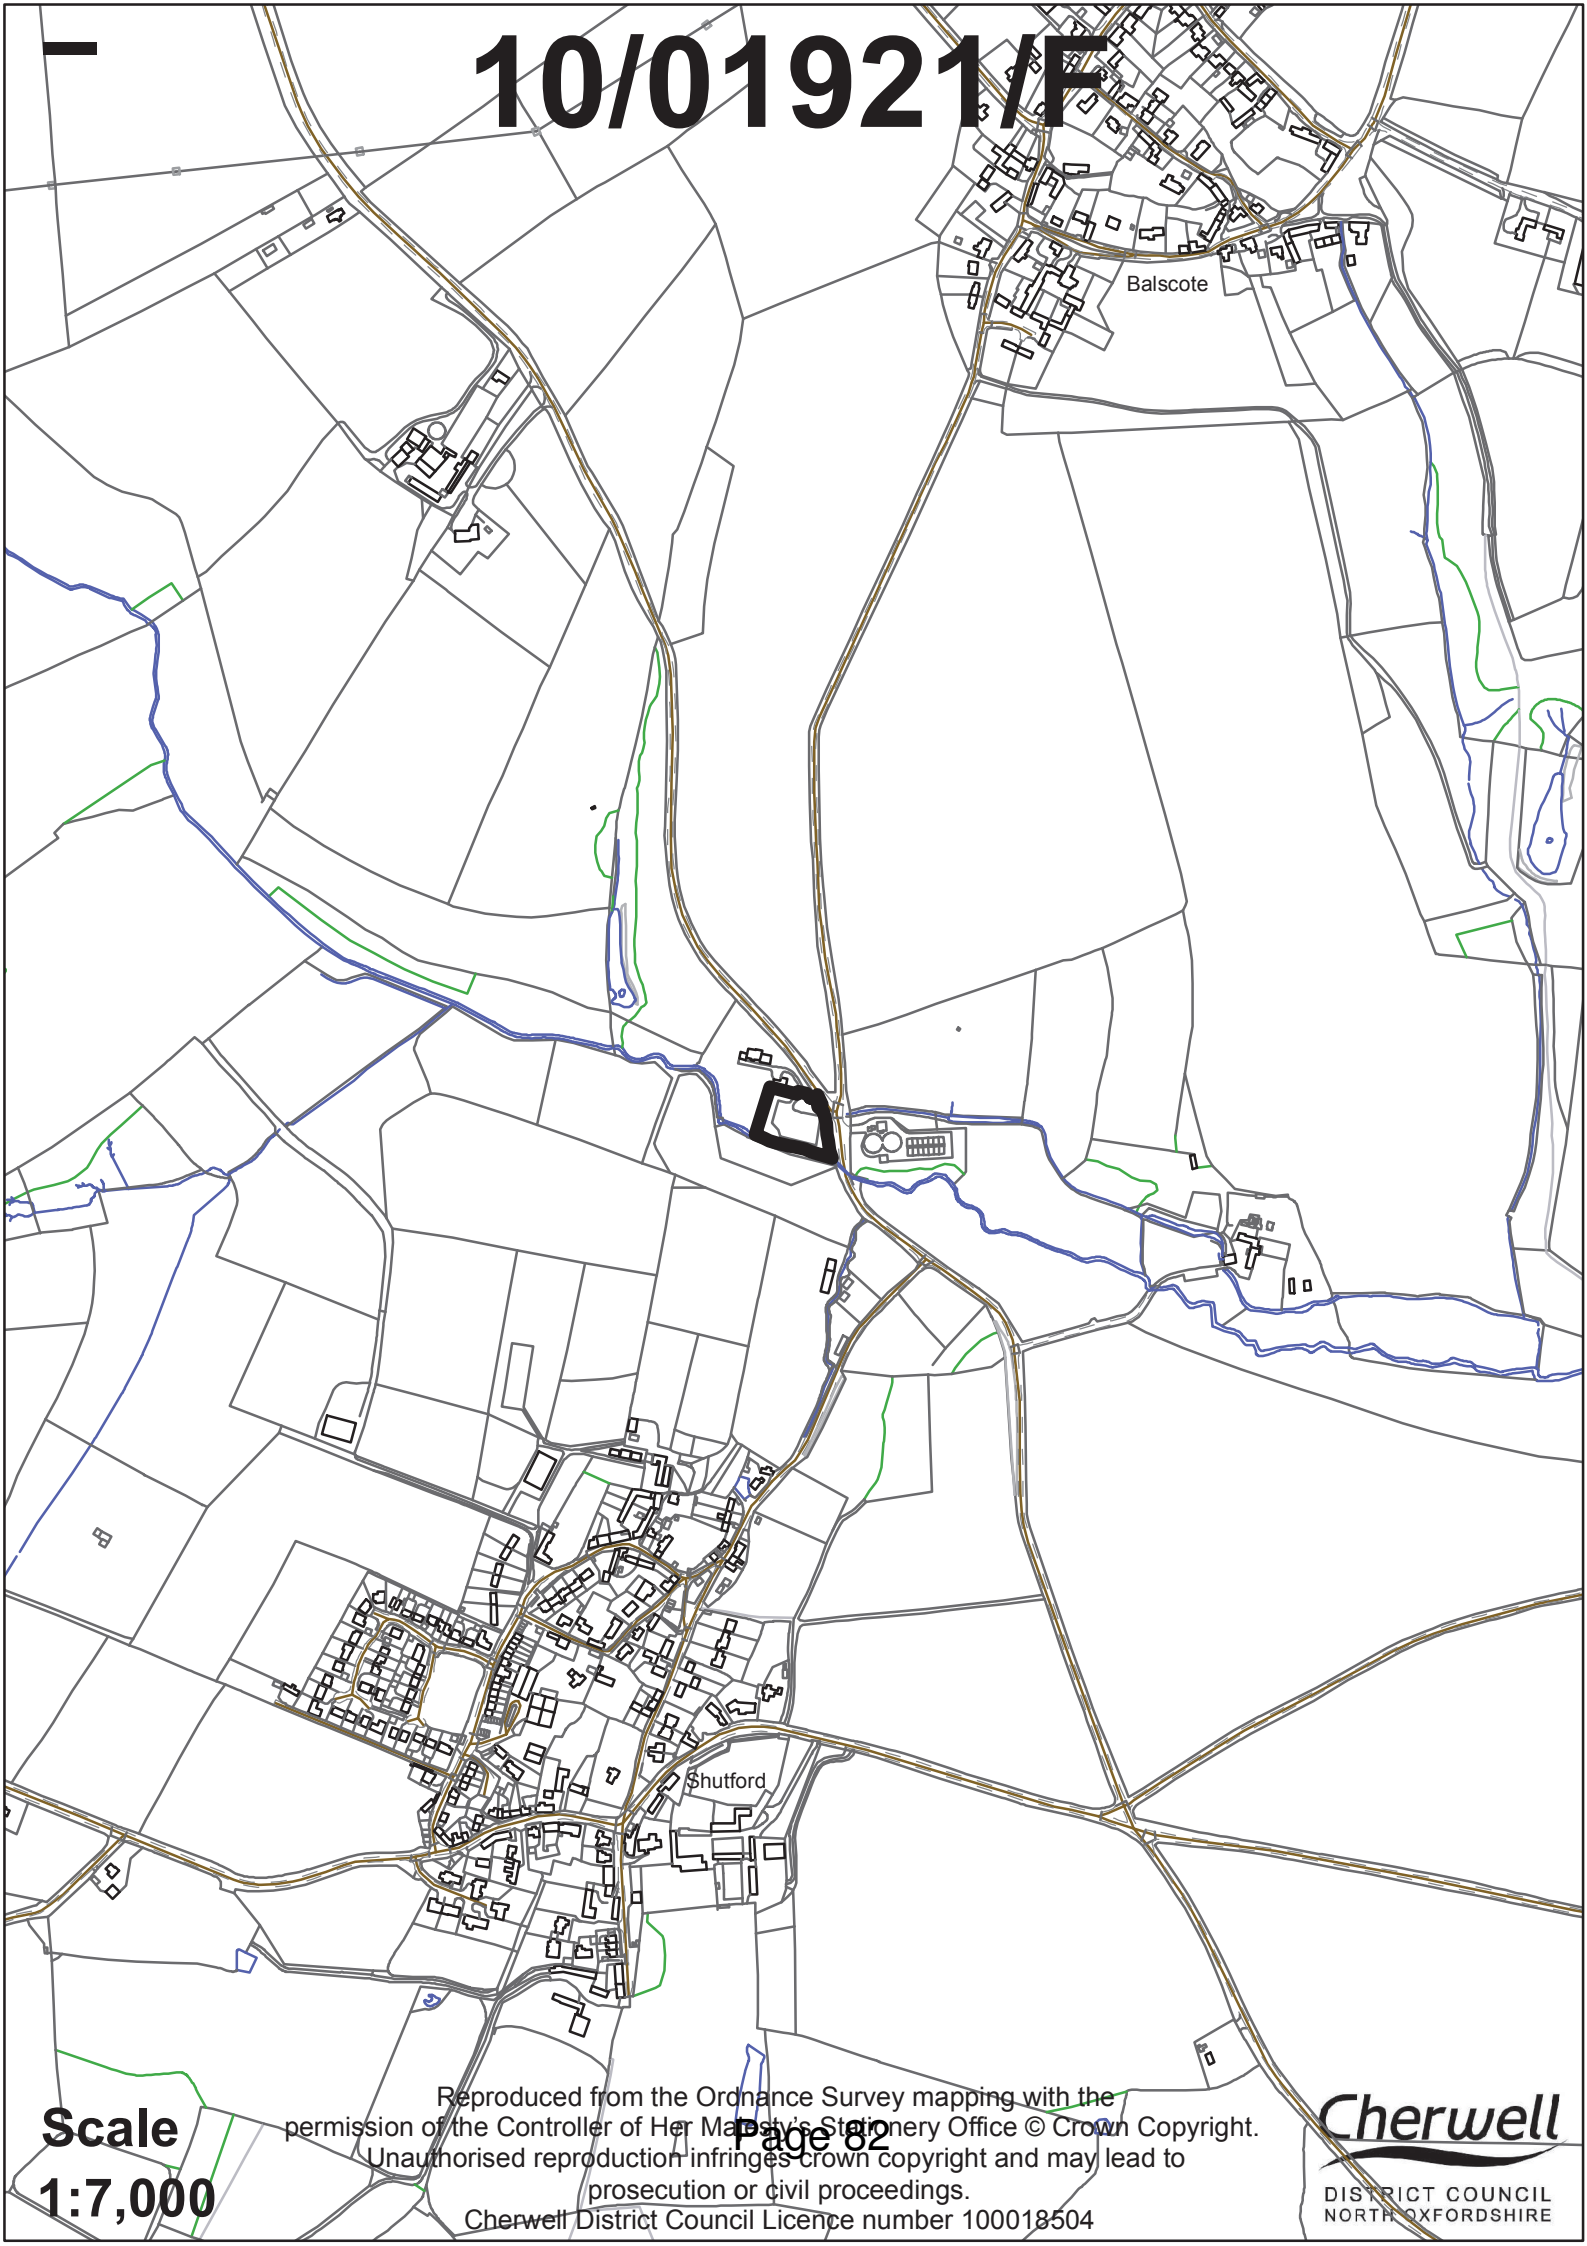 10/01921/F
Balscote
Shutford
Scale
1:7,000
Reproduced from the Ordnance Survey mapping with the
permission of the Controller of Her Majesty's Stationery Office © Crown Copyright.
Page 82
Unauthorised reproduction infringes crown copyright and may lead to
prosecution or civil proceedings.
Cherwell District Council Licence number 100018504
Cherwell
DISTRICT COUNCIL
NORTH OXFORDSHIRE